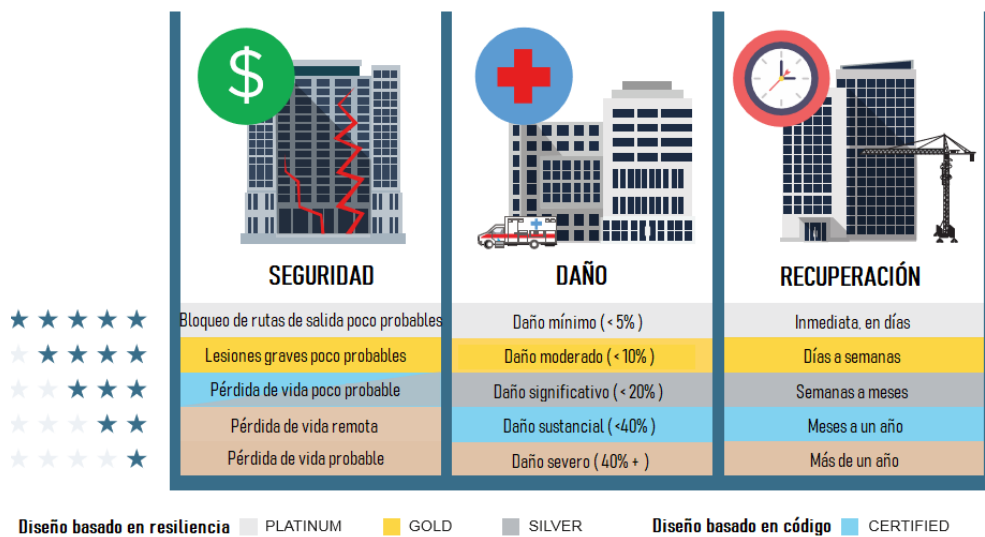 $
SEGURIDAD
DAÑO
RECUPERACIÓN
Bloqueo de rutas de salida poco probables
Daño mínimo ( < 5% )
Inmediata, en días
Lesiones graves poco probables
Daño moderado ( < 10% )
Días a semanas
Pérdida de vida poco probable
Daño significativo ( < 20% )
Semanas a meses
Pérdida de vida remota
Daño sustancial ( <40% )
Meses a un año
Pérdida de vida probable
Daño severo ( 40% + )
Más de un año
Diseño basado en resiliencia PLATINUM GOLD SILVER Diseño basado en código CERTIFIED